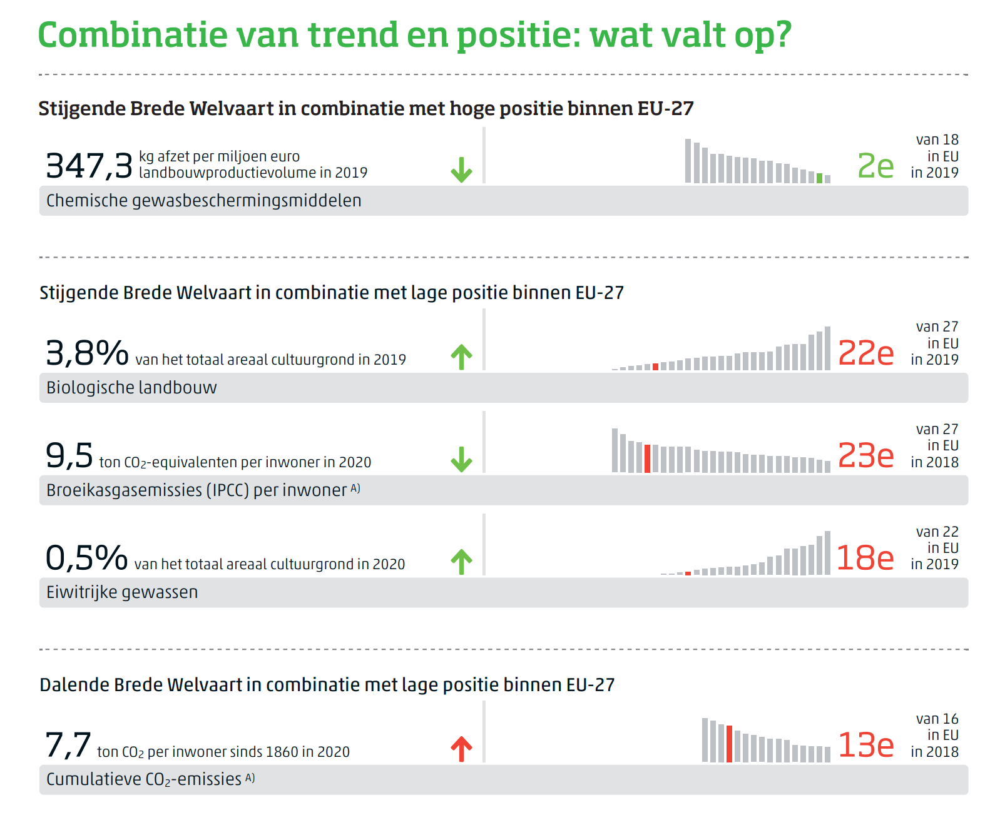 Combinatie van trend en positie: wat valt op?
Stijgende Brede Welvaart in combinatie met hoge positie binnen EU-27
347,3 kg afzet per miljoen euro
landbouwproductievolume in 2019
2e
van 18
in EU
in 2019
Chemische gewasbeschermingsmiddelen
Stijgende Brede Welvaart in combinatie met lage positie binnen EU-27
3,8% van het totaal areaal cultuurgrond in 2019
22e
van 27
in EU
in 2019
Biologische landbouw
9,5 ton CO₂-equivalenten per inwoner in 2020
23e
van 27
in EU
in 2018
Broeikasgasemissies (IPCC) per inwoner A)
0,5% van het totaal areaal cultuurgrond in 2020
18e
van 22
in EU
in 2019
Eiwitrijke gewassen
Dalende Brede Welvaart in combinatie met lage positie binnen EU-27
7,7 ton CO₂ per inwoner sinds 1860 in 2020
13e
van 16
in EU
in 2018
Cumulatieve CO₂-emissies A)